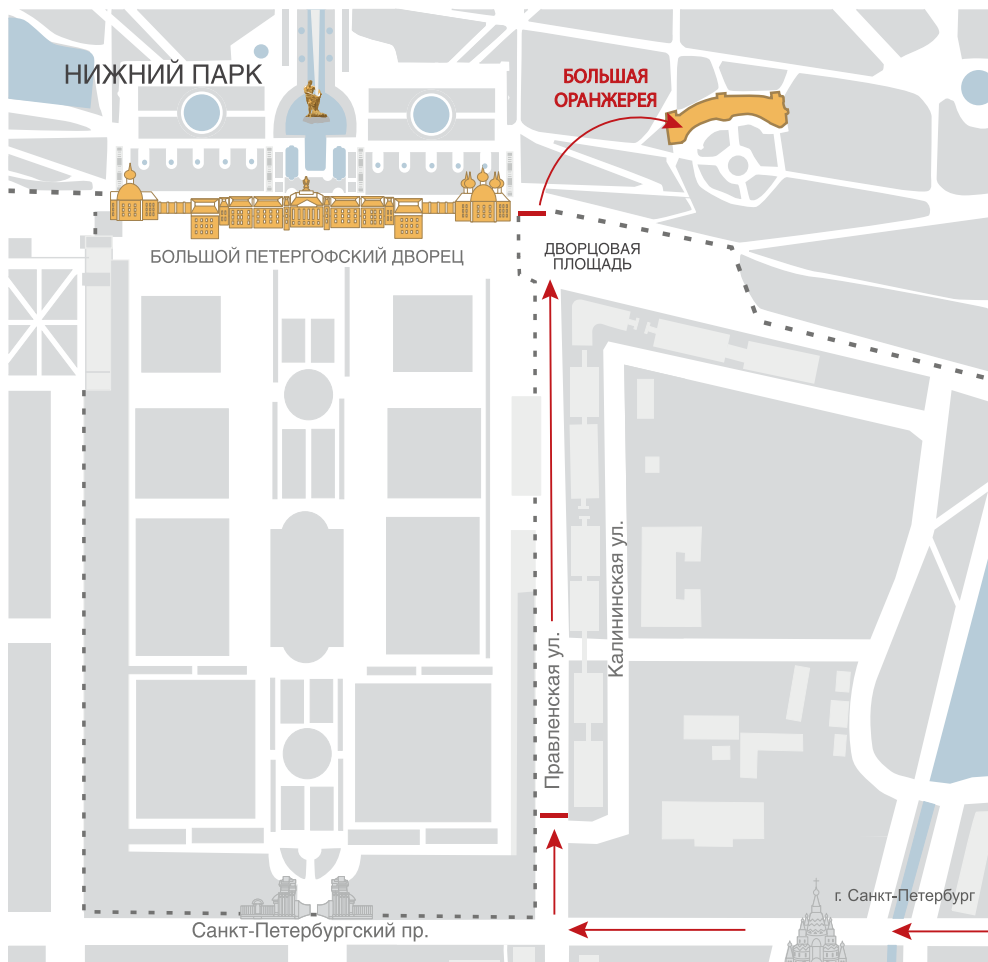 НИЖНИЙ ПАРК
БОЛЬШАЯ
ОРАНЖЕРЕЯ
БОЛЬШОЙ ПЕТЕРГОФСКИЙ ДВОРЕЦ
ДВОРЦОВАЯ
ПЛОЩАДЬ
Калининская ул.
Правленская ул.
г. Санкт-Петербург
Санкт-Петербургский пр.